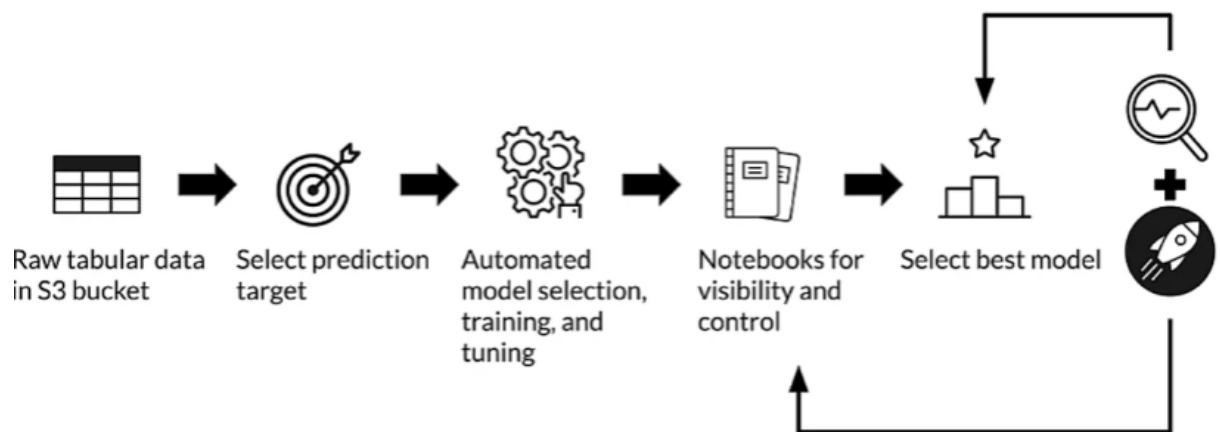 Raw tabular data
in S3 bucket
Select prediction
target
Automated
model selection,
training, and
tuning
Notebooks for
visibility and
control
Select best model